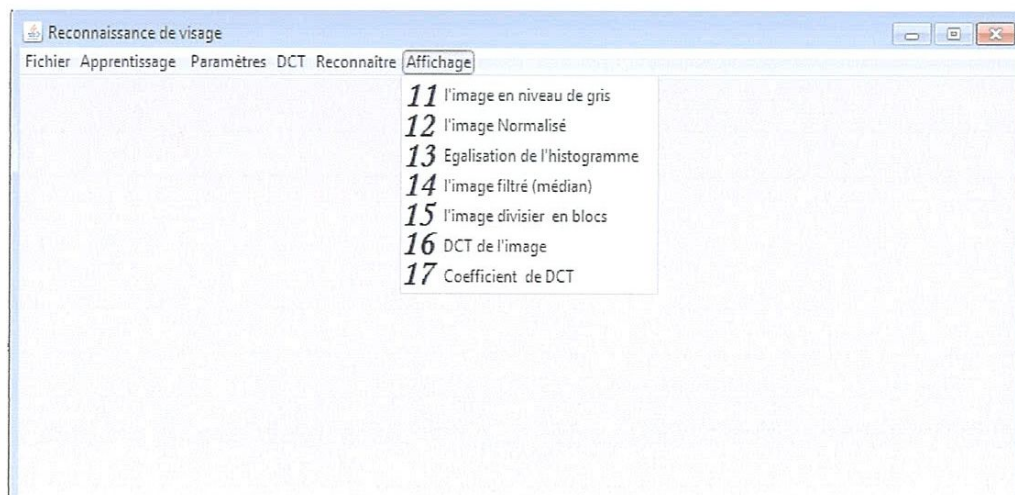 Reconnaissance de visage
Fichier Apprentissage Paramètres DCT Reconnaître Affichage
11 l'image en niveau de gris
12 l'image Normalisé
13 Egalisation de l'histogramme
14 l'image filtré (médian)
15 l'image divisier en blocs
16 DCT de l'image
17 Coefficient de DCT